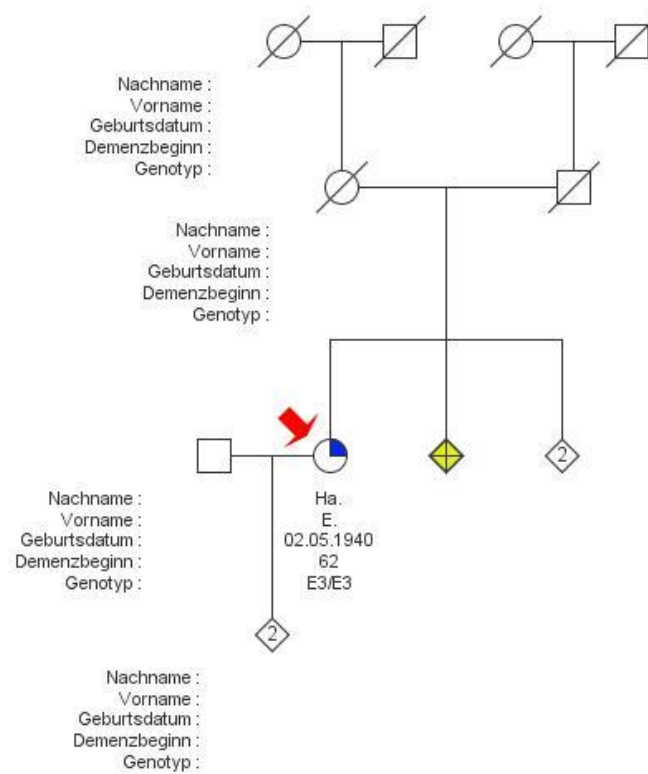 Nachname :
Vorname :
Geburtsdatum :
Demenzbeginn :
Genotyp :
Nachname :
Vorname :
Geburtsdatum :
Demenzbeginn :
Genotyp :
2
Nachname : Ha.
Vorname : E.
Geburtsdatum : 02.05.1940
Demenzbeginn : 62
Genotyp : E3/E3
2
Nachname :
Vorname :
Geburtsdatum :
Demenzbeginn :
Genotyp :